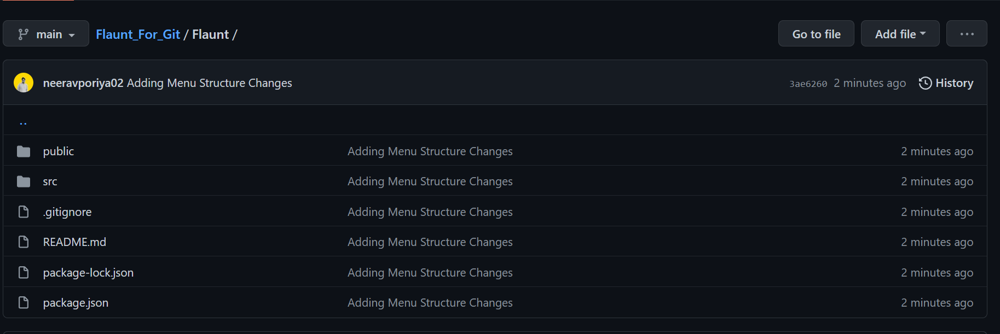 main Flaunt_For_Git / Flaunt / Go to file Add file ...
neeravporiya02 Adding Menu Structure Changes 3ae6260 2 minutes ago History
..
public Adding Menu Structure Changes 2 minutes ago
src Adding Menu Structure Changes 2 minutes ago
.gitignore Adding Menu Structure Changes 2 minutes ago
README.md Adding Menu Structure Changes 2 minutes ago
package-lock.json Adding Menu Structure Changes 2 minutes ago
package.json Adding Menu Structure Changes 2 minutes ago